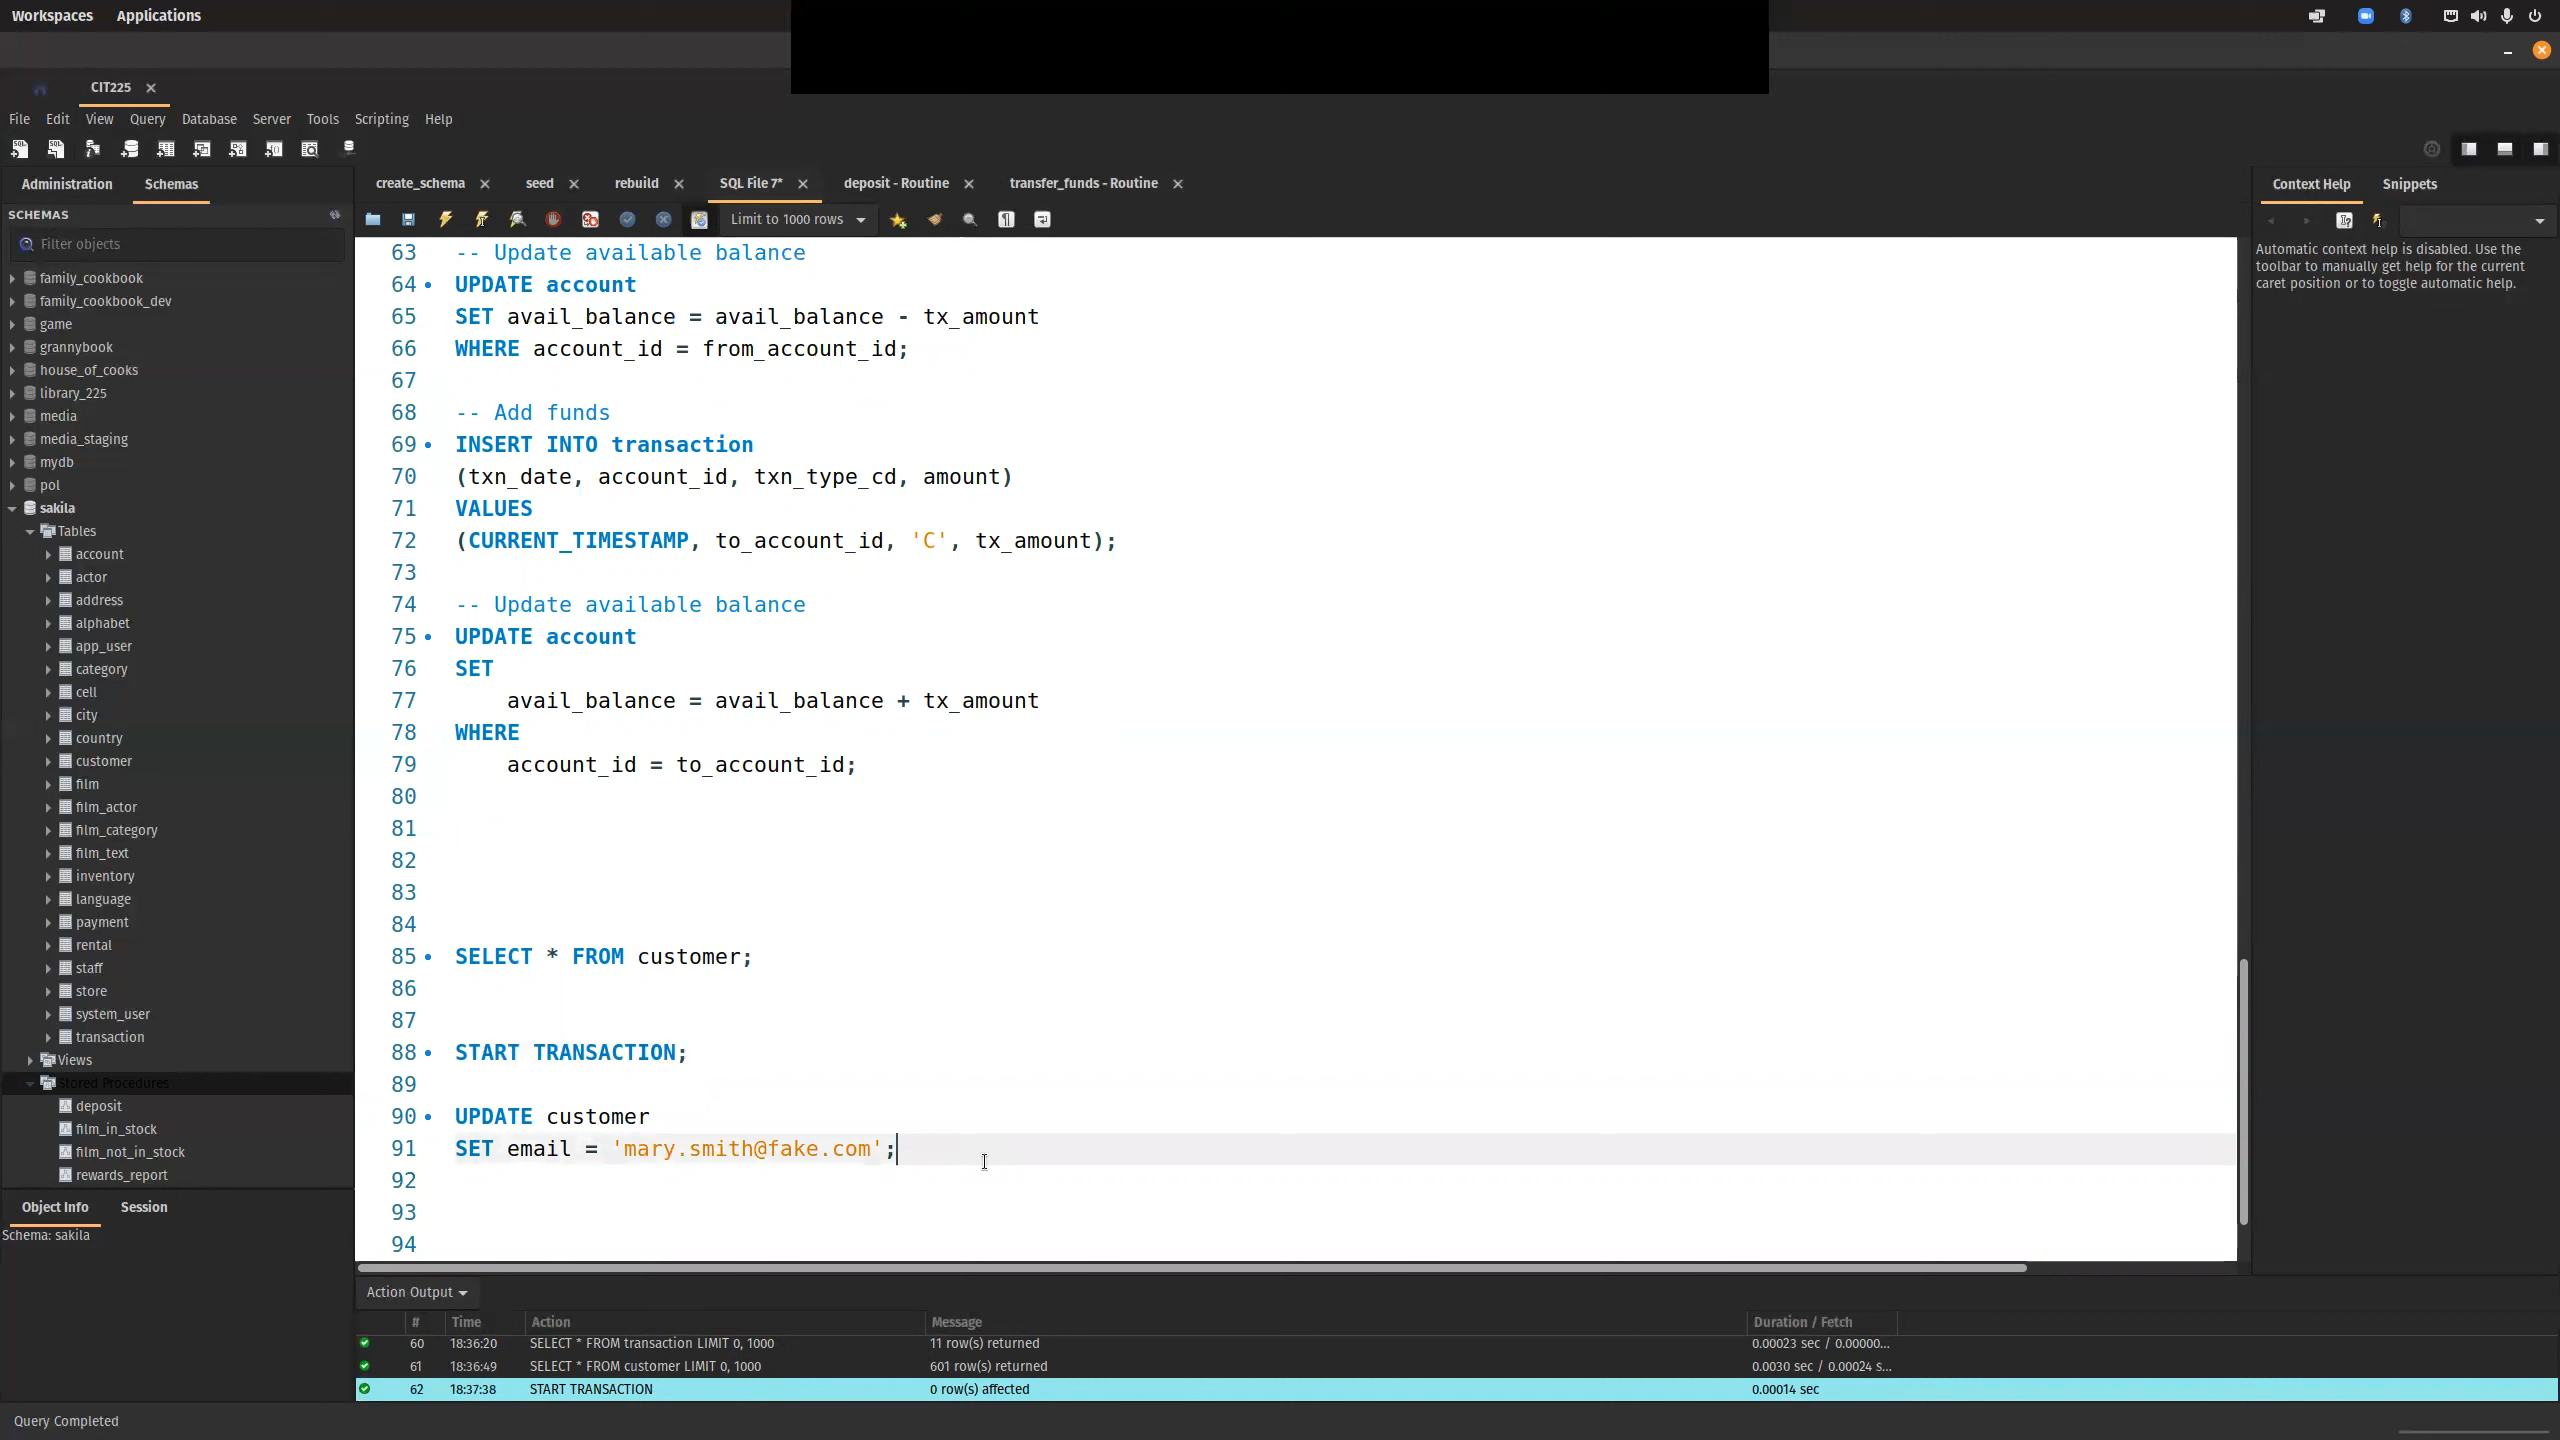 Workspaces Applications
CIT225
File Edit View Query Database Server Tools Scripting Help
Administration Schemas
create_schema seed rebuild SQL File 7* deposit - Routine transfer_funds - Routine
Context Help Snippets
SCHEMAS
Limit to 1000 rows
Filter objects
Automatic context help is disabled. Use the
toolbar to manually get help for the current
caret position or to toggle automatic help.
family_cookbook
family_cookbook_dev
game
grannybook
house_of_cooks
library_225
media
media_staging
mydb
pol
sakila
Tables
account
actor
address
alphabet
app_user
category
cell
city
country
customer
film
film_actor
film_category
film_text
inventory
language
payment
rental
staff
store
system_user
transaction
Views
Stored Procedures
deposit
film_in_stock
film_not_in_stock
rewards_report
63 -- Update available balance
64 UPDATE account
65 SET avail_balance = avail_balance - tx_amount
66 WHERE account_id = from_account_id;
67
68 -- Add funds
69 INSERT INTO transaction
70 (txn_date, account_id, txn_type_cd, amount)
71 VALUES
72 (CURRENT_TIMESTAMP, to_account_id, 'C', tx_amount);
73
74 -- Update available balance
75 UPDATE account
76 SET
77 avail_balance = avail_balance + tx_amount
78 WHERE
79 account_id = to_account_id;
80
81
82
83
84
85 SELECT * FROM customer;
86
87
88 START TRANSACTION;
89
90 UPDATE customer
91 SET email = 'mary.smith@fake.com';
92
93
94
Object Info Session
Schema: sakila
Action Output
# Time Action Message Duration / Fetch
60 18:36:20 SELECT * FROM transaction LIMIT 0, 1000 11 row(s) returned 0.00023 sec / 0.00000...
61 18:36:49 SELECT * FROM customer LIMIT 0, 1000 601 row(s) returned 0.0030 sec / 0.00024 s...
62 18:37:38 START TRANSACTION 0 row(s) affected 0.00014 sec
Query Completed